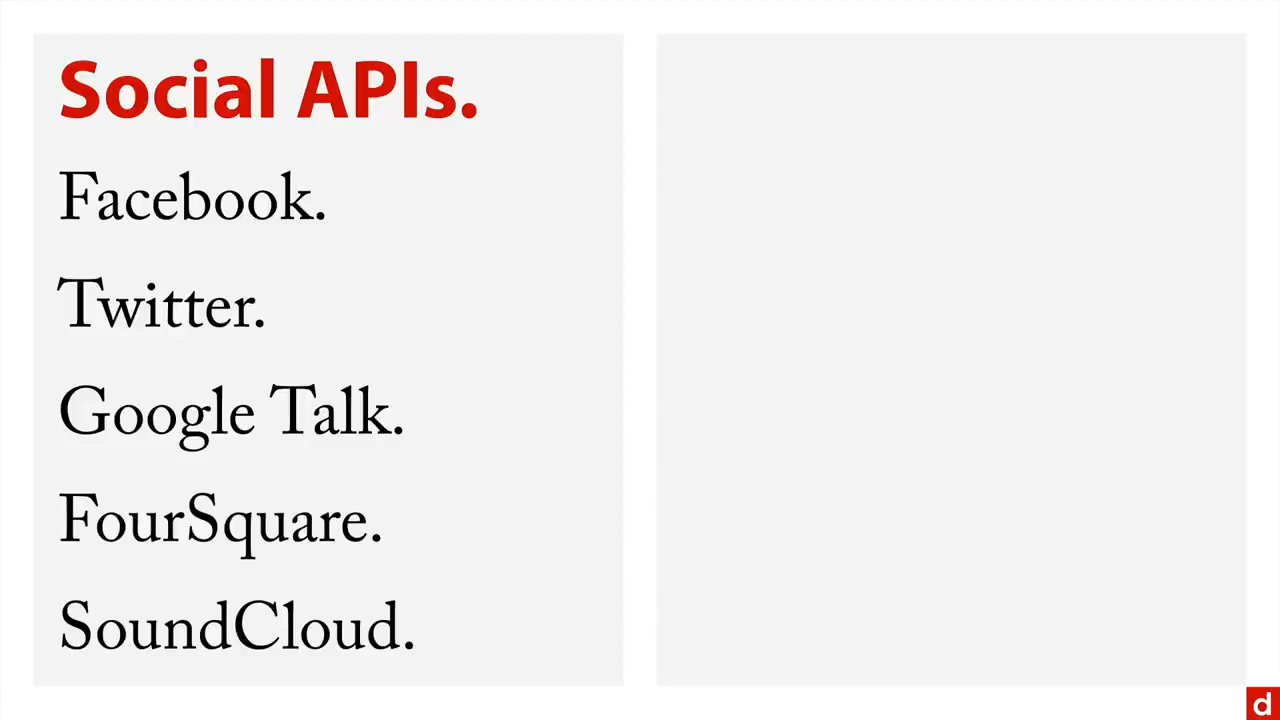 Social APIs.
Facebook.
Twitter.
Google Talk.
FourSquare.
SoundCloud.
d